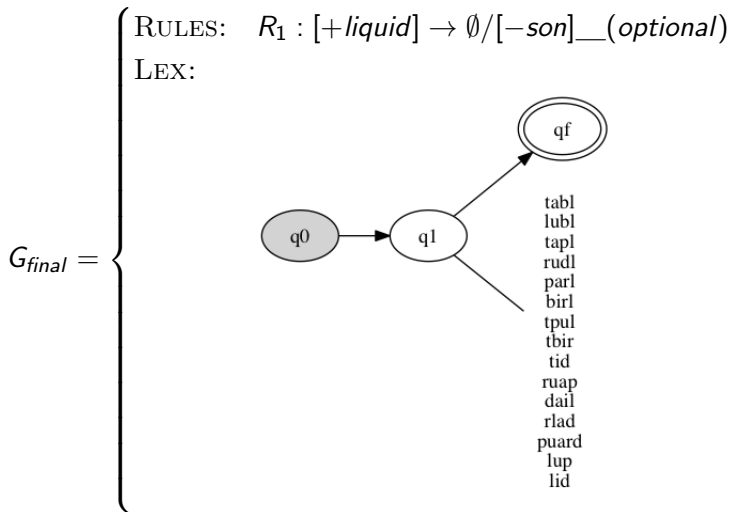 RULES: R₁ : [+liquid] → ∅/[−son]__(optional)
LEX:
G_final =
qf
q0
q1
tabl
lubl
tapl
rudl
parl
birl
tpul
tbir
tid
ruap
dail
rlad
puard
lup
lid